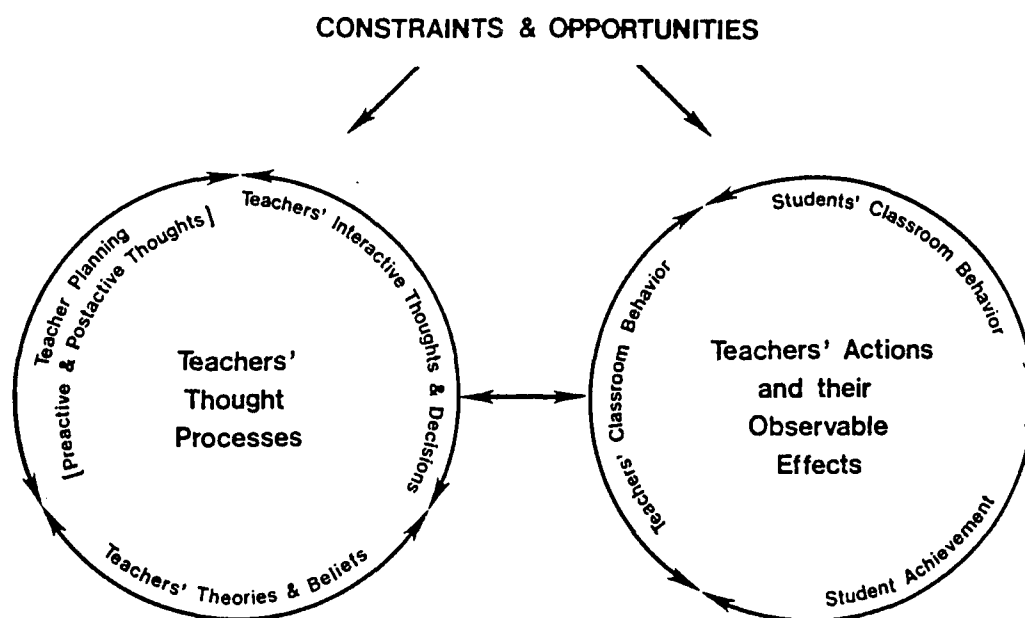 CONSTRAINTS & OPPORTUNITIES
Teacher Planning
[Preactive & Postactive Thoughts]
Teachers' Interactive Thoughts & Decisions
Teachers' Theories & Beliefs
Teachers'
Thought
Processes
Teachers' Classroom Behavior
Students' Classroom Behavior
Student Achievement
Teachers' Actions
and their
Observable
Effects